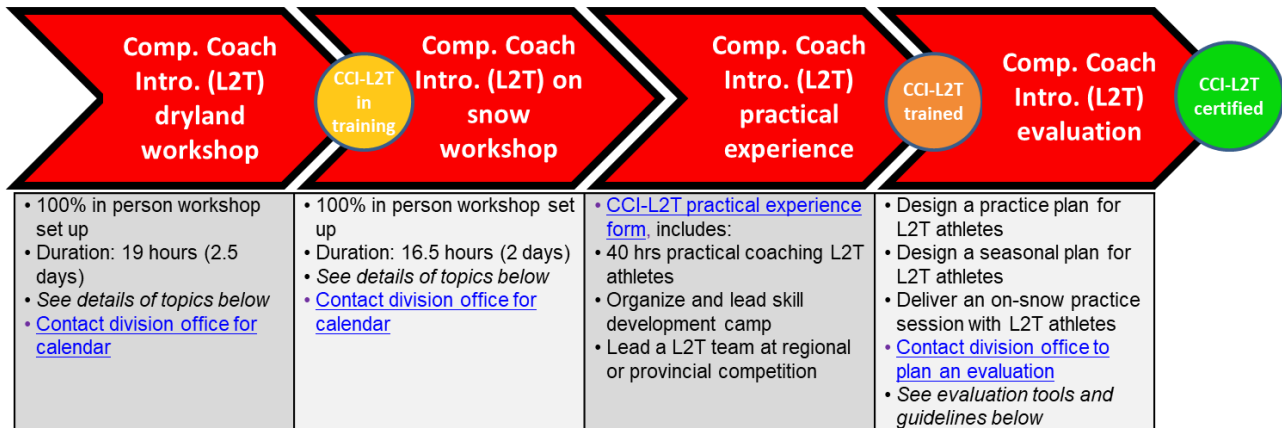 Comp. Coach
Intro. (L2T)
dryland
workshop
CCI-L2T
in
training
Comp. Coach
Intro. (L2T) on
snow
workshop
Comp. Coach
Intro. (L2T)
practical
experience
CCI-L2T
trained
Comp. Coach
Intro. (L2T)
evaluation
CCI-L2T
certified
• 100% in person workshop
set up
• Duration: 19 hours (2.5
days)
• See details of topics below
• Contact division office for
calendar
• 100% in person workshop set
up
• Duration: 16.5 hours (2 days)
• See details of topics below
• Contact division office for
calendar
• CCI-L2T practical experience
form, includes:
• 40 hrs practical coaching L2T
athletes
• Organize and lead skill
development camp
• Lead a L2T team at regional
or provincial competition
• Design a practice plan for
L2T athletes
• Design a seasonal plan for
L2T athletes
• Deliver an on-snow practice
session with L2T athletes
• Contact division office to
plan an evaluation
• See evaluation tools and
guidelines below